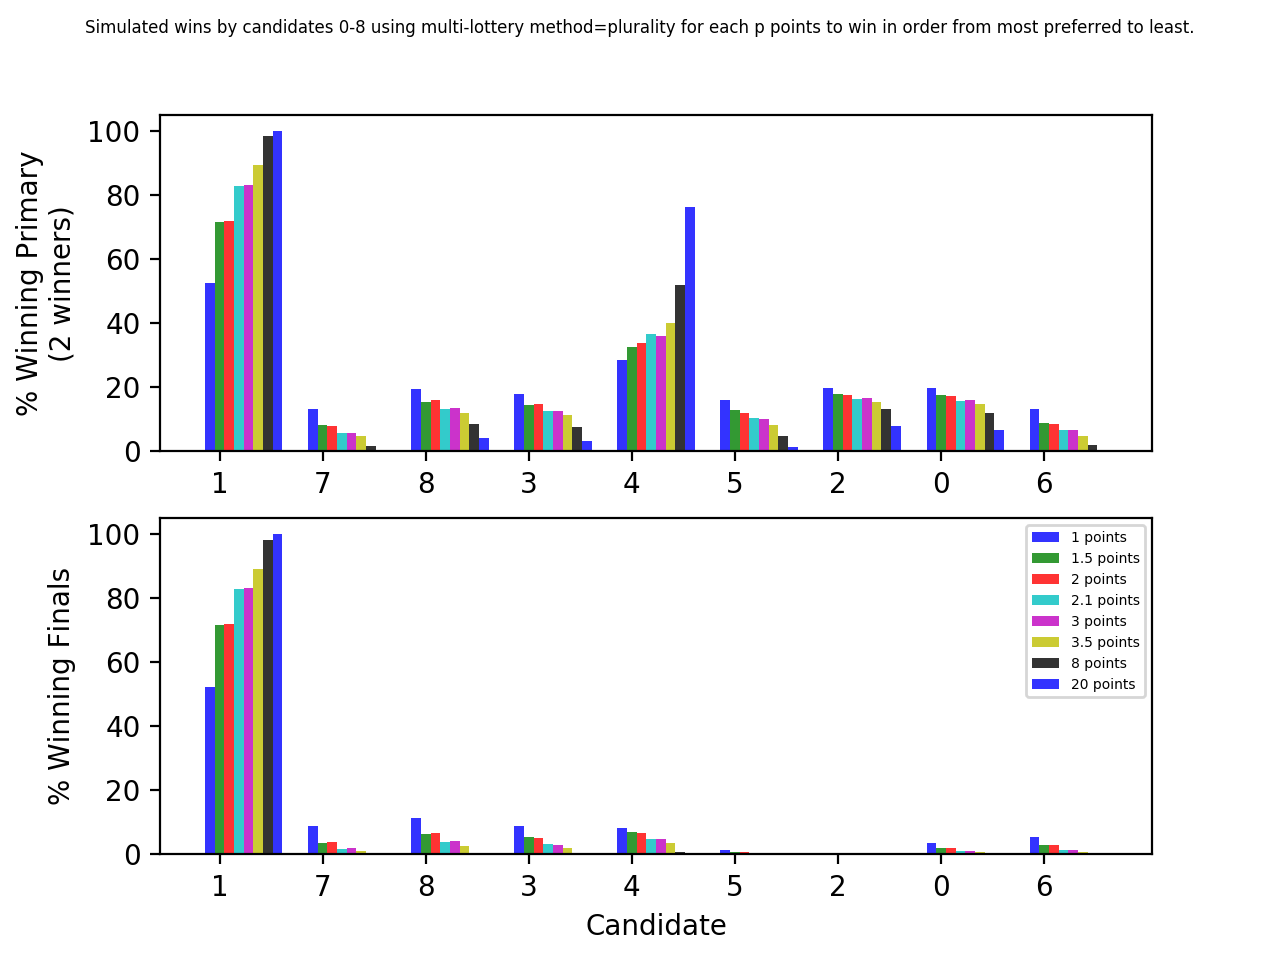 Simulated wins by candidates 0-8 using multi-lottery method=plurality for each p points to win in order from most preferred to least.
% Winning Primary
(2 winners)
100
80
60
40
20
0
1 7 8 3 4 5 2 0 6
% Winning Finals
100
80
60
40
20
0
1 points
1.5 points
2 points
2.1 points
3 points
3.5 points
8 points
20 points
1 7 8 3 4 5 2 0 6
Candidate